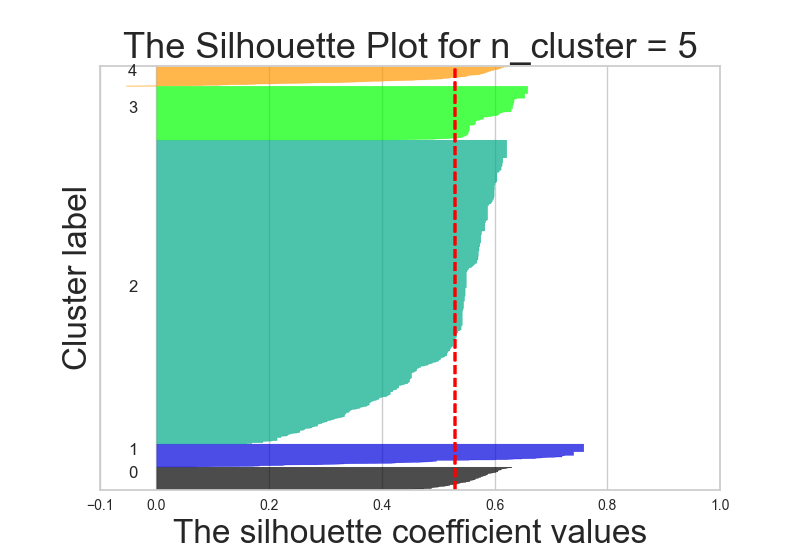 The Silhouette Plot for n_cluster = 5
4
3
2
1
0
Cluster label
-0.1 0.0 0.2 0.4 0.6 0.8 1.0
The silhouette coefficient values